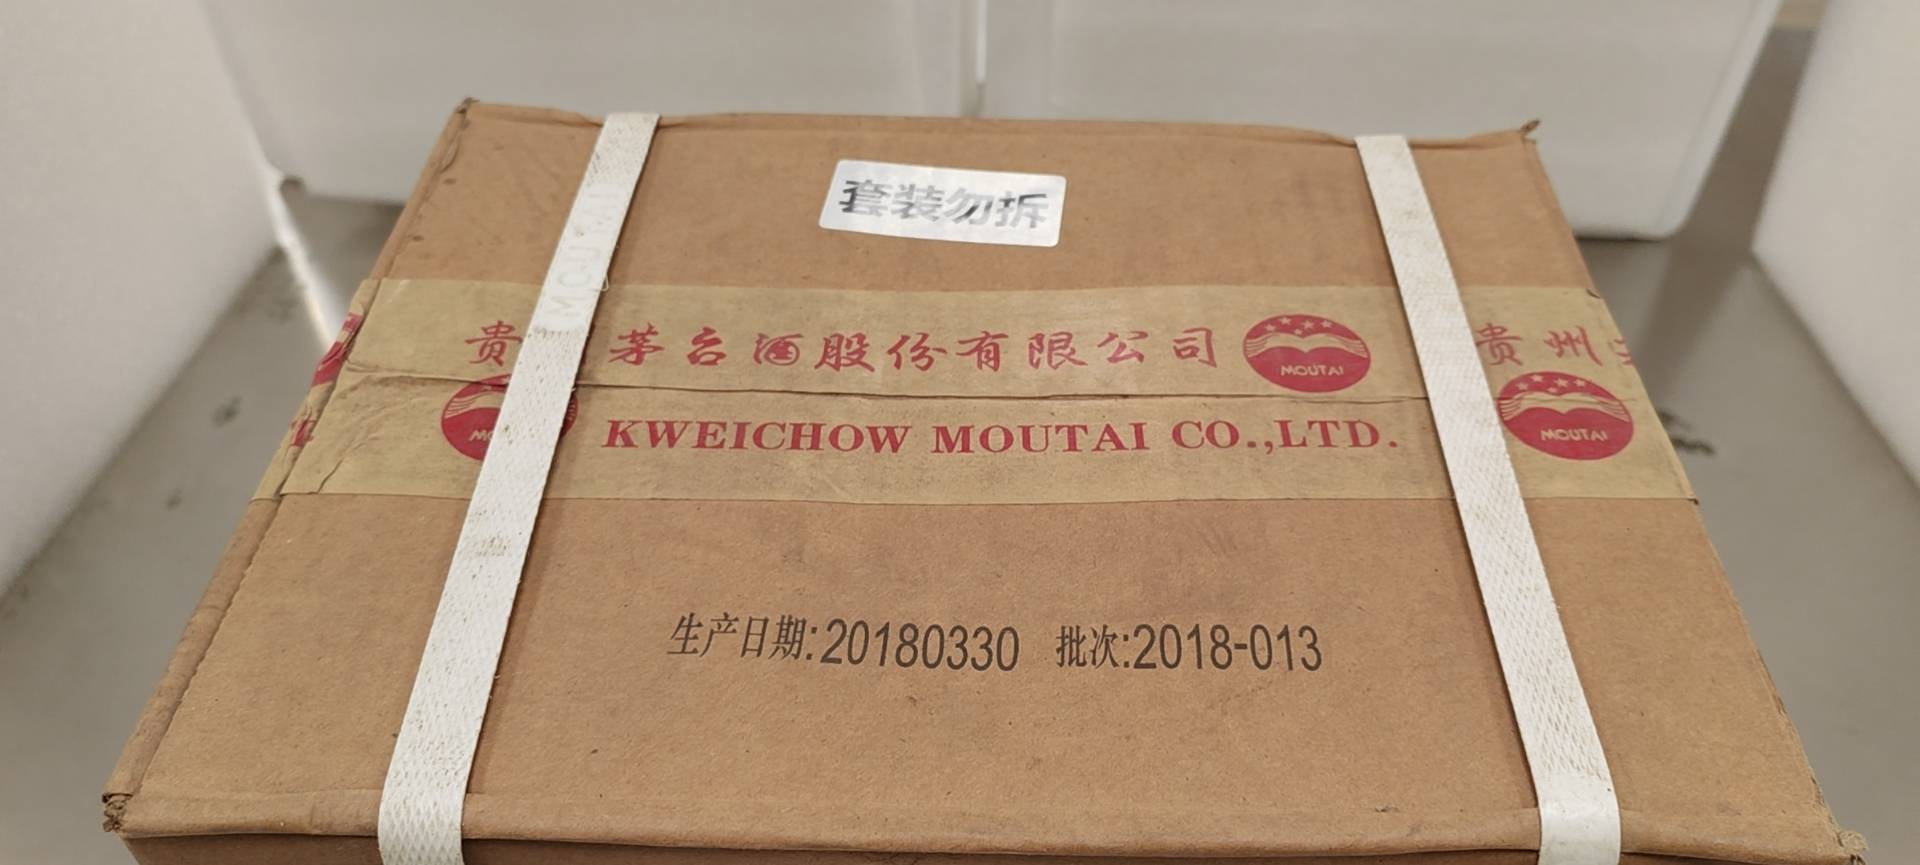 套装勿拆
MOUTAI
贵 茅台酒股份有限公司 MOUTAI 贵州
KWEICHOW MOUTAI CO.,LTD. MOUTAI
生产日期:20180330 批次:2018-013